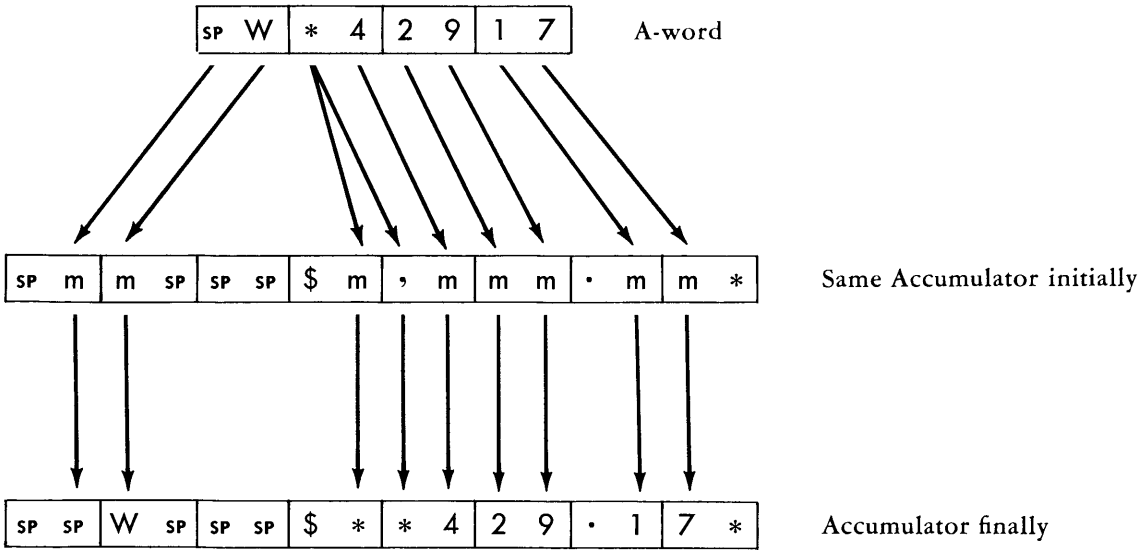 SP W * 4 2 9 1 7 A-word
SP m m SP SP SP $ m , m m m . m m * Same Accumulator initially
SP SP W SP SP SP $ * * 4 2 9 . 1 7 * Accumulator finally